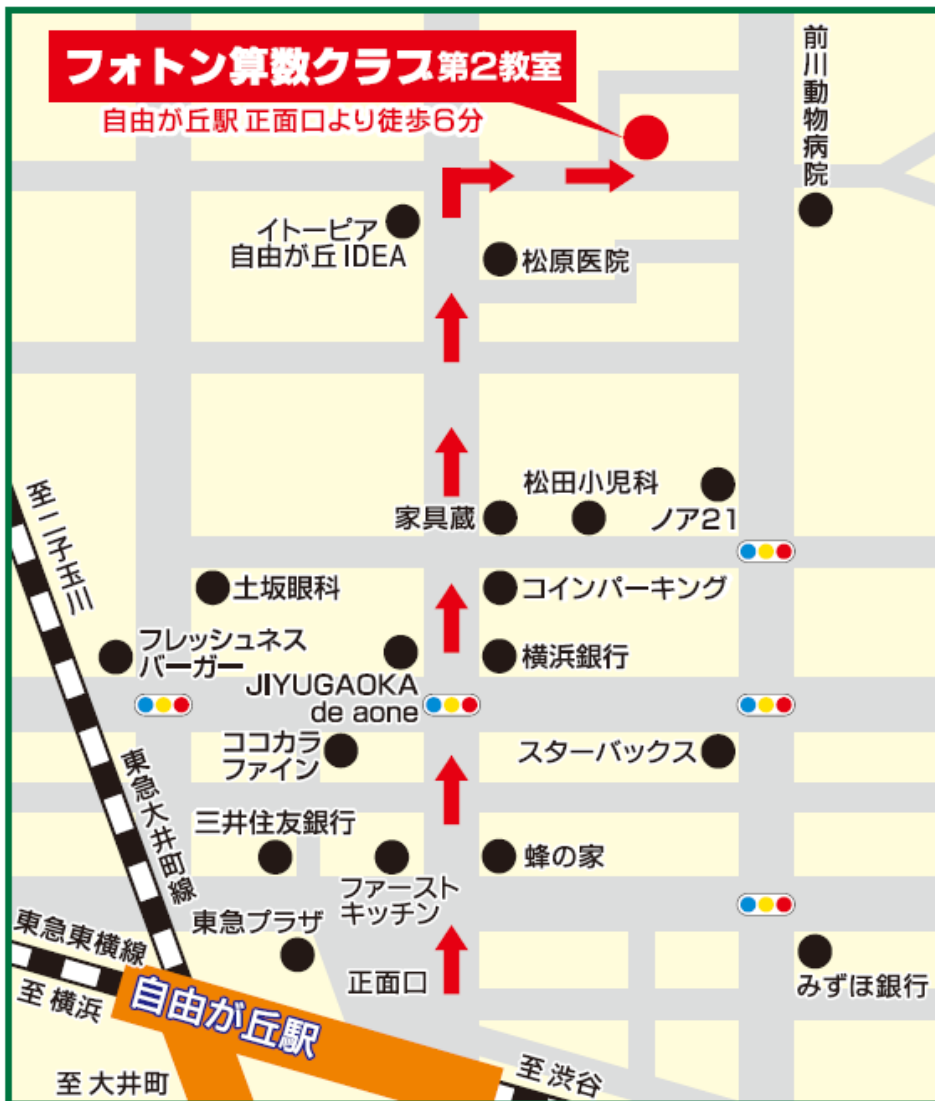 フォトン算数クラブ 第2教室
自由が丘駅 正面口より徒歩6分
前川動物病院
イトーピア
自由が丘 IDEA
松原医院
松田小児科
家具蔵
ノア21
至 二子玉川
土坂眼科
コインパーキング
フレッシュネス
バーガー
横浜銀行
JIYUGAOKA
de aone
ココカラ
ファイン
スターバックス
東急大井町線
三井住友銀行
蜂の家
ファースト
キッチン
東急プラザ
東急東横線
至 横浜
正面口
みずほ銀行
自由が丘駅
至 渋谷
至 大井町